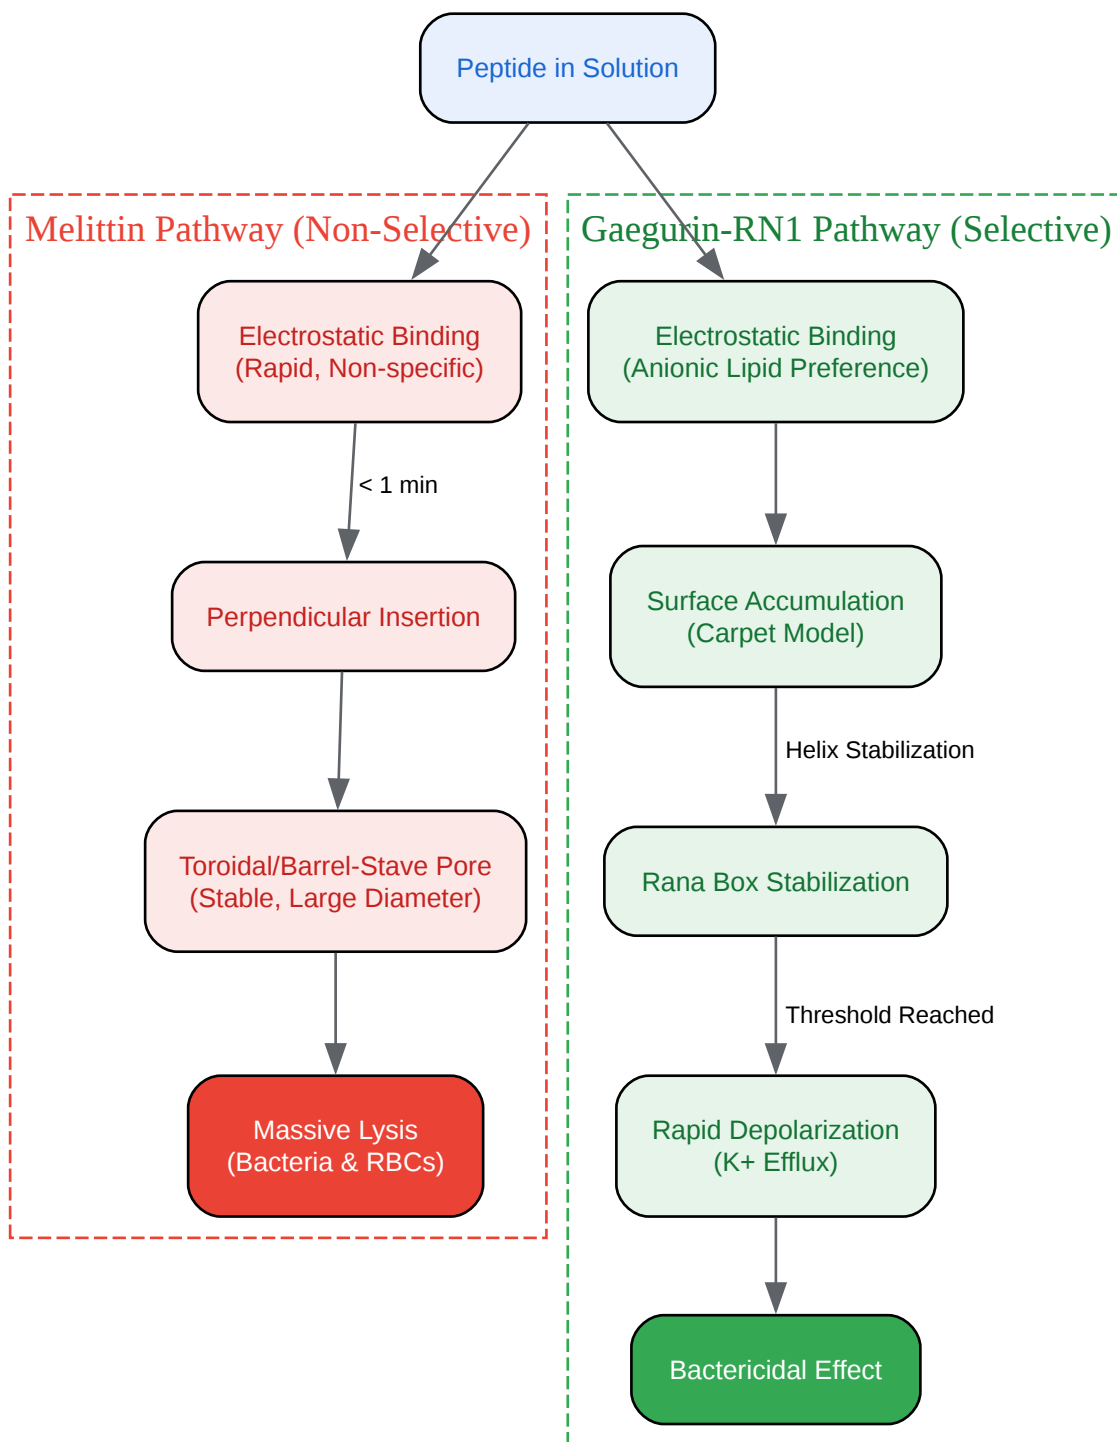 Peptide in Solution
Melittin Pathway (Non-Selective)
Electrostatic Binding
(Rapid, Non-specific)
< 1 min
Perpendicular Insertion
Toroidal/Barrel-Stave Pore
(Stable, Large Diameter)
Massive Lysis
(Bacteria & RBCs)
Gaegurin-RN1 Pathway (Selective)
Electrostatic Binding
(Anionic Lipid Preference)
Surface Accumulation
(Carpet Model)
Helix Stabilization
Rana Box Stabilization
Threshold Reached
Rapid Depolarization
(K+ Efflux)
Bactericidal Effect